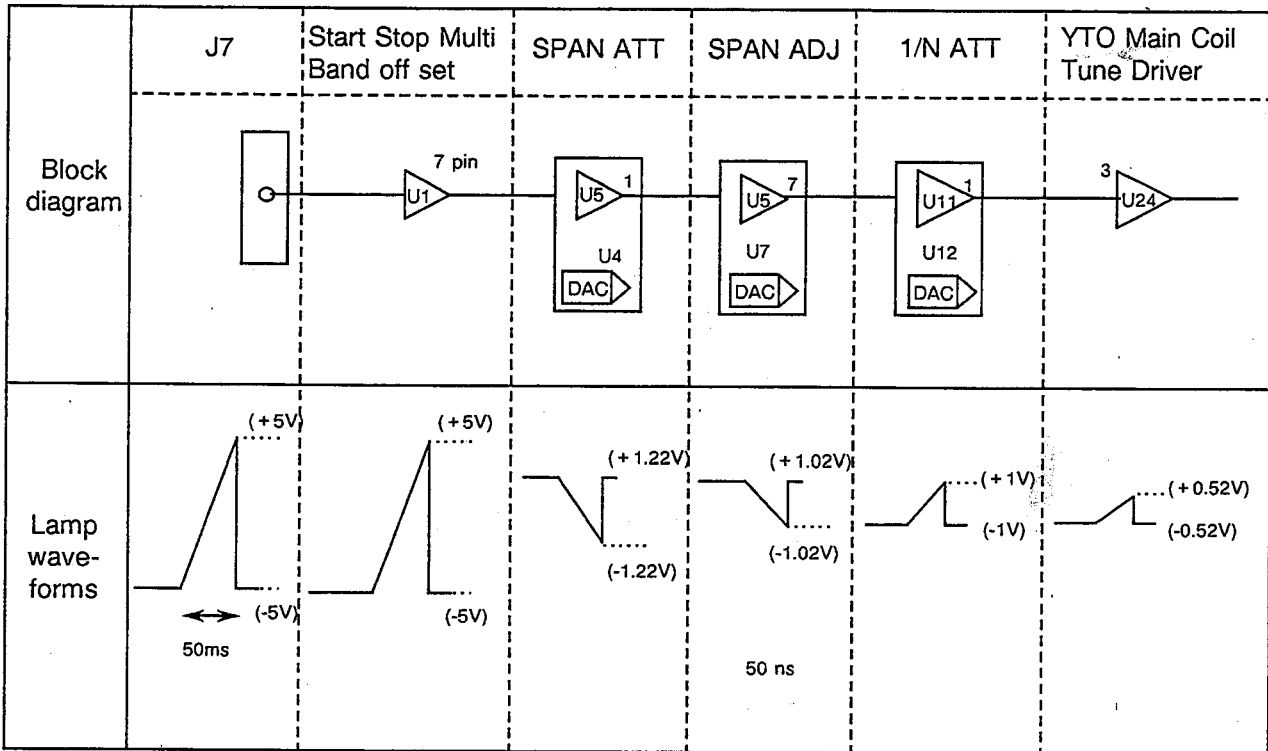 J7
Start Stop Multi
Band off set
SPAN ATT
SPAN ADJ
1/N ATT
YTO Main Coil
Tune Driver
Block
diagram
7 pin
U1
U5
1
U4
DAC
U5
7
U7
DAC
U11
1
U12
DAC
3
U24
Lamp
wave-
forms
(+5V)
(-5V)
50ms
(+5V)
(-5V)
(+1.22V)
(-1.22V)
(+1.02V)
(-1.02V)
50 ns
(+1V)
(-1V)
(+0.52V)
(-0.52V)